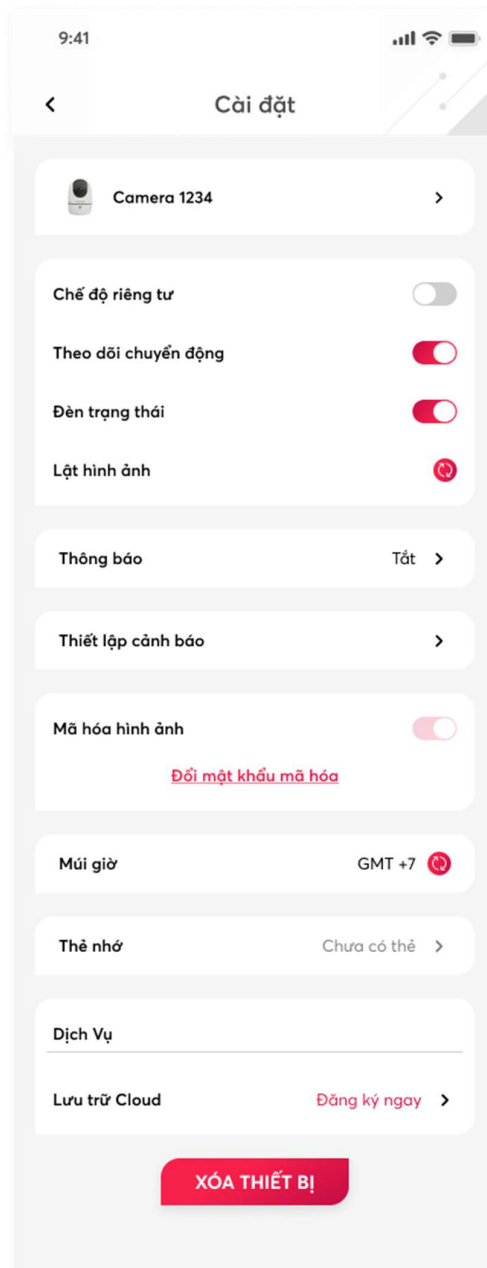 9:41
Cài đặt
Camera 1234
Chế độ riêng tư
Theo dõi chuyển động
Đèn trạng thái
Lật hình ảnh
Thông báo Tắt
Thiết lập cảnh báo
Mã hóa hình ảnh
Đổi mật khẩu mã hóa
Múi giờ GMT +7
Thẻ nhớ Chưa có thẻ
Dịch Vụ
Lưu trữ Cloud Đăng ký ngay
XÓA THIẾT BỊ